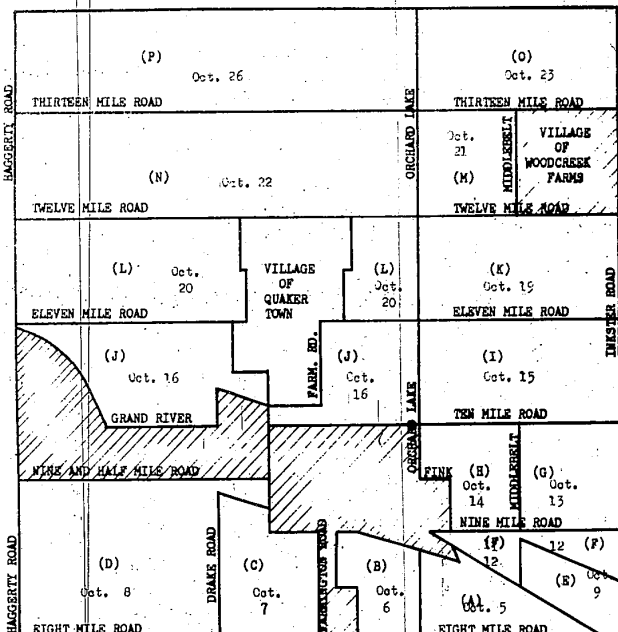 (P)
Oct. 26
(O)
Oct. 23
THIRTEEN MILE ROAD
THIRTEEN MILE ROAD
HAGGERTY ROAD
ORCHARD LAKE
(N)
Oct. 22
Oct.
21
(M)
MIDDLEBELT
VILLAGE
OF
WOODCREEK
FARMS
TWELVE MILE ROAD
TWELVE MILE ROAD
(L)
Oct.
20
VILLAGE
OF
QUAKER
TOWN
(L)
Oct.
20
(K)
Oct. 19
INKSTER ROAD
ELEVEN MILE ROAD
ELEVEN MILE ROAD
(J)
Oct. 16
FARM. RD.
(J)
Oct.
16
(I)
Oct. 15
GRAND RIVER
ORCHARD LAKE
TEN MILE ROAD
NINE AND HALF MILE ROAD
FINK
(H)
Oct.
14
MIDDLEBELT
(G)
Oct.
13
NINE MILE ROAD
HAGGERTY ROAD
(D)
Oct. 8
DRAKE ROAD
(C)
Oct.
7
FARMINGTON ROAD
(B)
Oct.
6
(F)
12
12
(F)
(E)
Oct.
9
(A)
Oct. 5
EIGHT MILE ROAD
EIGHT MILE ROAD